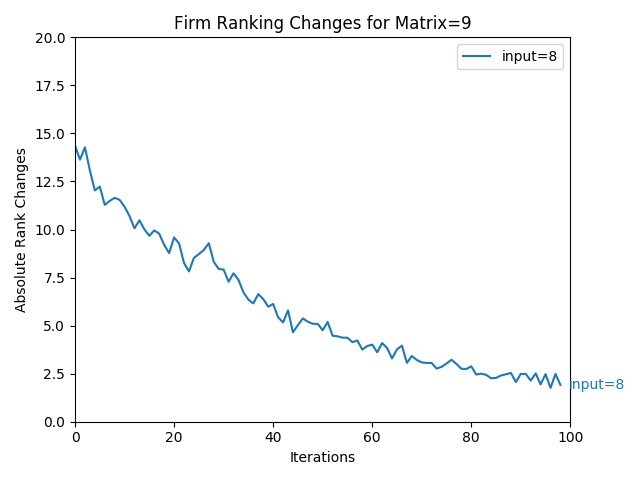 Firm Ranking Changes for Matrix=9
input=8
Absolute Rank Changes
20.0
17.5
15.0
12.5
10.0
7.5
5.0
2.5
0.0
input=8
0 20 40 60 80 100
Iterations